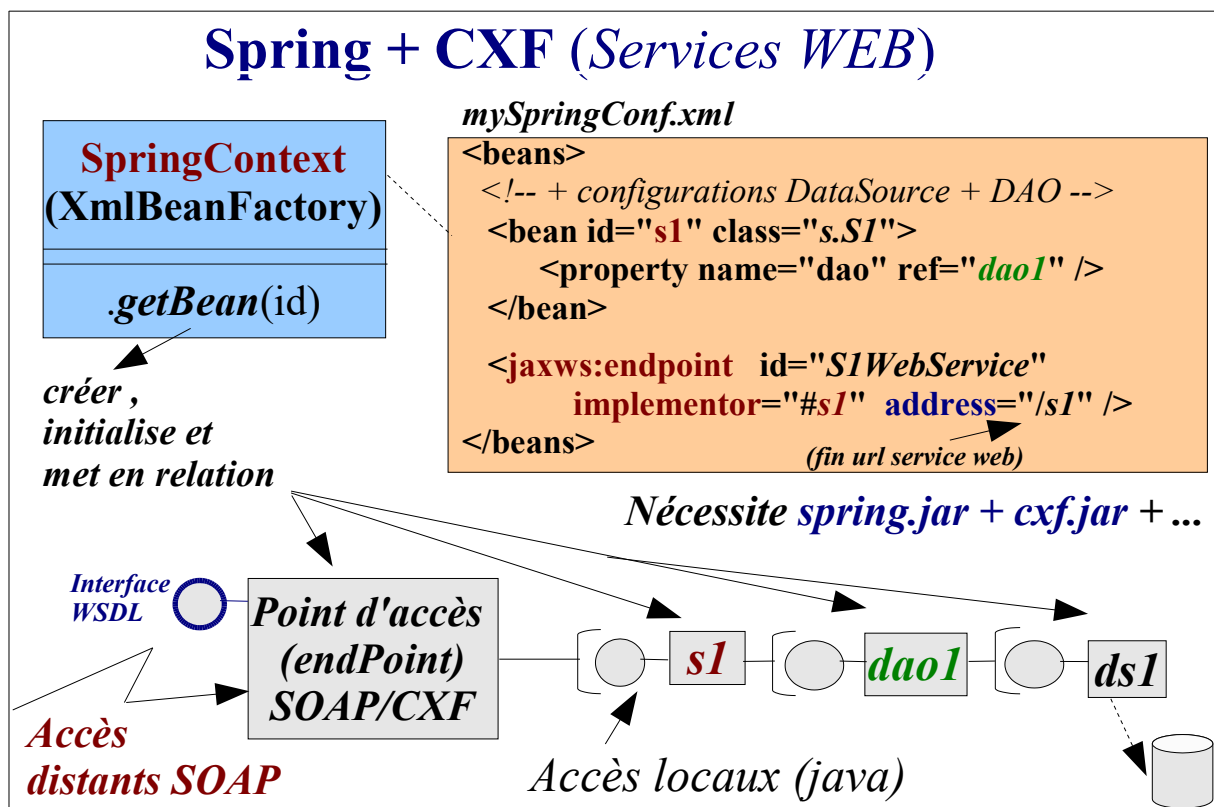 Spring + CXF (Services WEB)
SpringContext
(XmlBeanFactory)
.getBean(id)
mySpringConf.xml
<beans>
<!-- + configurations DataSource + DAO -->
<bean id="s1" class="s.S1">
<property name="dao" ref="dao1" />
</bean>
<jaxws:endpoint id="S1WebService"
implementor="#s1" address="/s1" />
</beans>
(fin url service web)
créer ,
initialise et
met en relation
Nécessite spring.jar + cxf.jar + ...
Interface
WSDL
Point d'accès
(endPoint)
SOAP/CXF
s1
dao1
ds1
Accès
distants SOAP
Accès locaux (java)